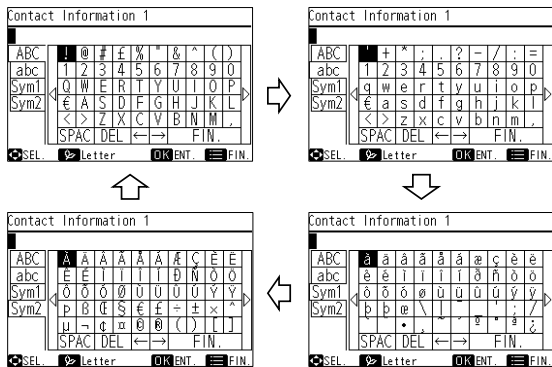 Contact Information 1
ABC ! @ # £ % " & ^ ( )
abc 1 2 3 4 5 6 7 8 9 0
Sym1 Q W E R T Y U I O P
Sym2 € A S D F G H J K L
< > Z X C V B N M ,
SPAC DEL ← → FIN.
SEL. Letter OK ENT. FIN.
Contact Information 1
ABC ' + * ; . ? - / : =
abc 1 2 3 4 5 6 7 8 9 0
Sym1 q w e r t y u i o p
Sym2 € a s d f g h j k l
< > z x c v b n m ,
SPAC DEL ← → FIN.
SEL. Letter OK ENT. FIN.
Contact Information 1
ABC Æ Ç
abc Ñ
Sym1 Ø
Sym2 Þ ß Œ § € £ ÷ ± × ^
µ ¬ ¢ ¤ © ® ( ) [ ]
SPAC DEL ← → FIN.
SEL. Letter OK ENT. FIN.
Contact Information 1
ABC æ ç
abc ð ñ
Sym1 ø
Sym2 œ \
SPAC DEL ← → FIN.
SEL. Letter OK ENT. FIN.